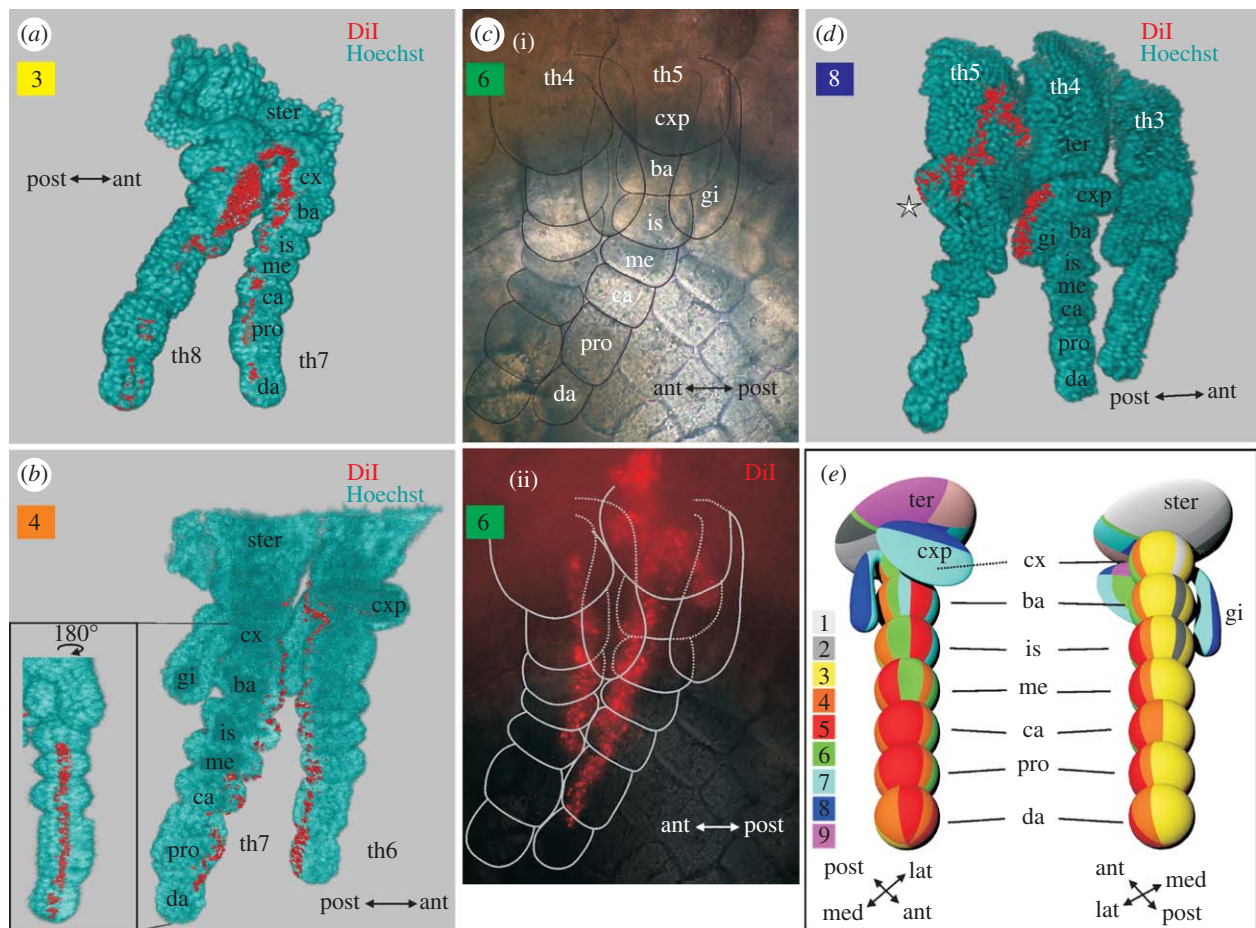 (a)
DiI
Hoechst
3
ster
post ant
cx
ba
is
me
ca
pro
da
th8
th7
(b)
DiI
Hoechst
4
ster
cxp
180°
cx
gi
ba
is
me
ca
pro
da
th7
th6
post ant
(c) (i)
6
th4
th5
cxp
ba
gi
is
me
ca
pro
da
ant post
(ii)
DiI
6
ant post
(d)
DiI
Hoechst
8
th5
th4
th3
ter
cxp
gi
ba
is
me
ca
pro
da
post ant
(e)
ter
ster
cxp
cx
ba
gi
is
me
ca
pro
da
1
2
3
4
5
6
7
8
9
post lat
med ant
ant med
lat post